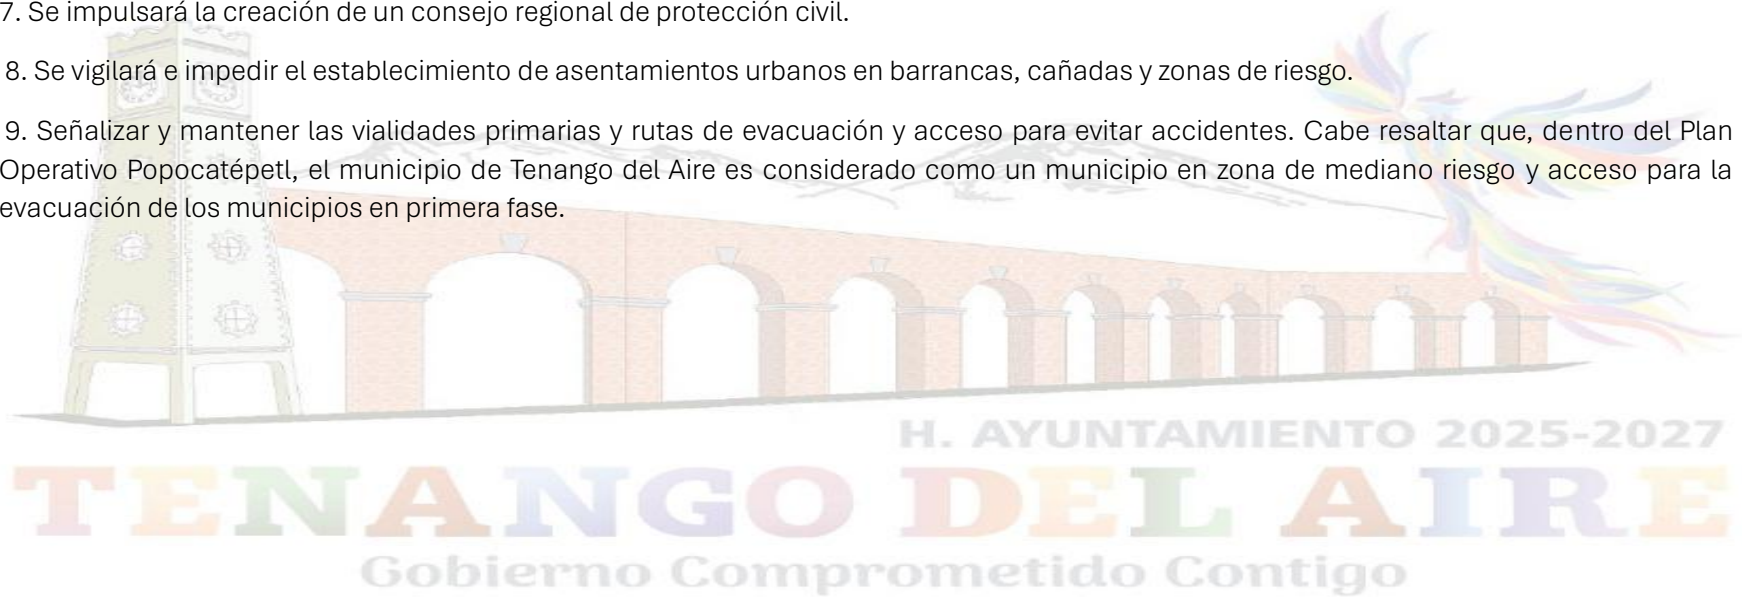 7. Se impulsará la creación de un consejo regional de protección civil.
8. Se vigilará e impedir el establecimiento de asentamientos urbanos en barrancas, cañadas y zonas de riesgo.
9. Señalizar y mantener las vialidades primarias y rutas de evacuación y acceso para evitar accidentes. Cabe resaltar que, dentro del Plan
Operativo Popocatépetl, el municipio de Tenango del Aire es considerado como un municipio en zona de mediano riesgo y acceso para la
evacuación de los municipios en primera fase.
H. AYUNTAMIENTO 2025-2027
TENANGO DEL AIRE
Gobierno Comprometido Contigo